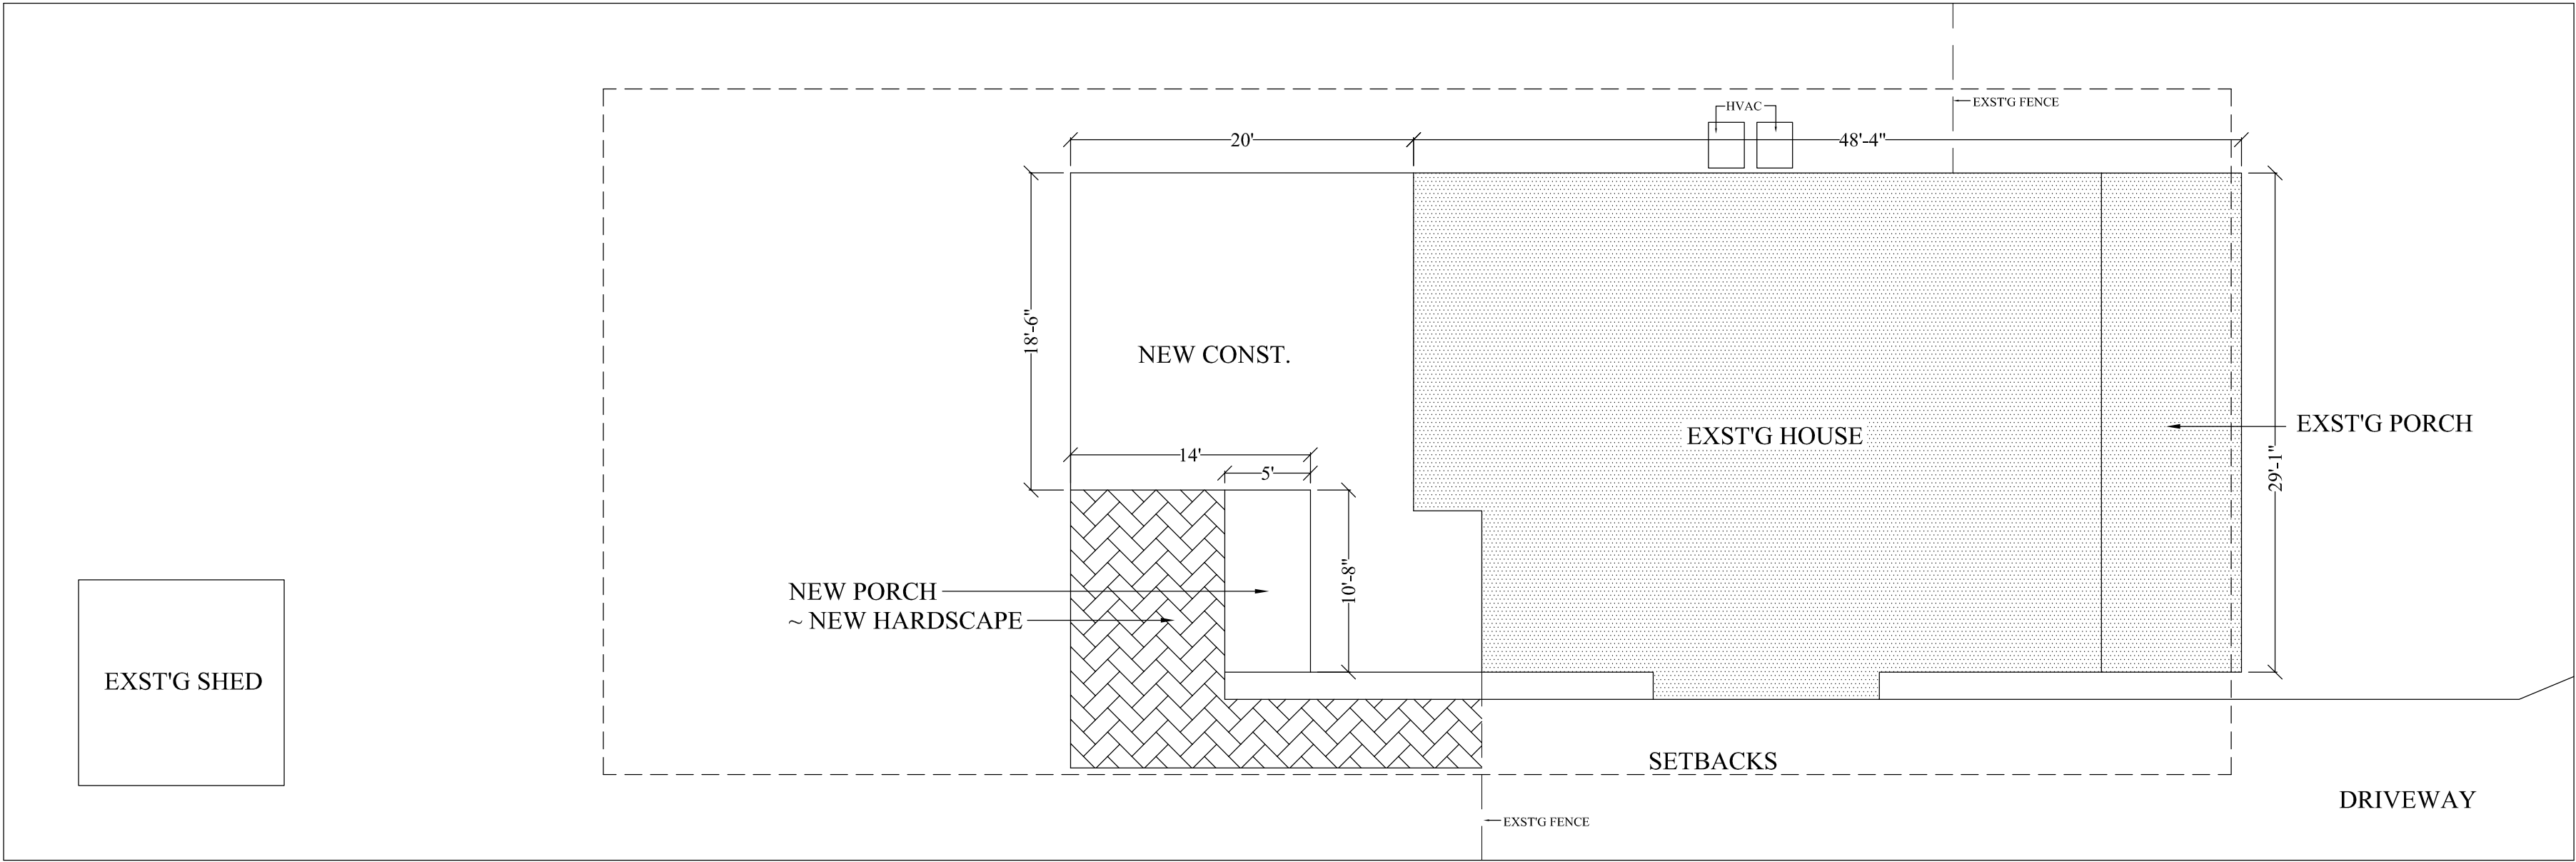 EXST'G FENCE
HVAC
20'
48'-4"
18'-6"
NEW CONST.
EXST'G HOUSE
EXST'G PORCH
29'-1"
14'
5'
10'-8"
NEW PORCH
~ NEW HARDSCAPE
EXST'G SHED
SETBACKS
DRIVEWAY
EXST'G FENCE